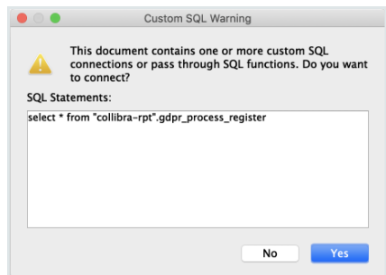 Custom SQL Warning
This document contains one or more custom SQL
connections or pass through SQL functions. Do you want
to connect?
SQL Statements:
select * from "collibra-rpt".gdpr_process_register
No
Yes